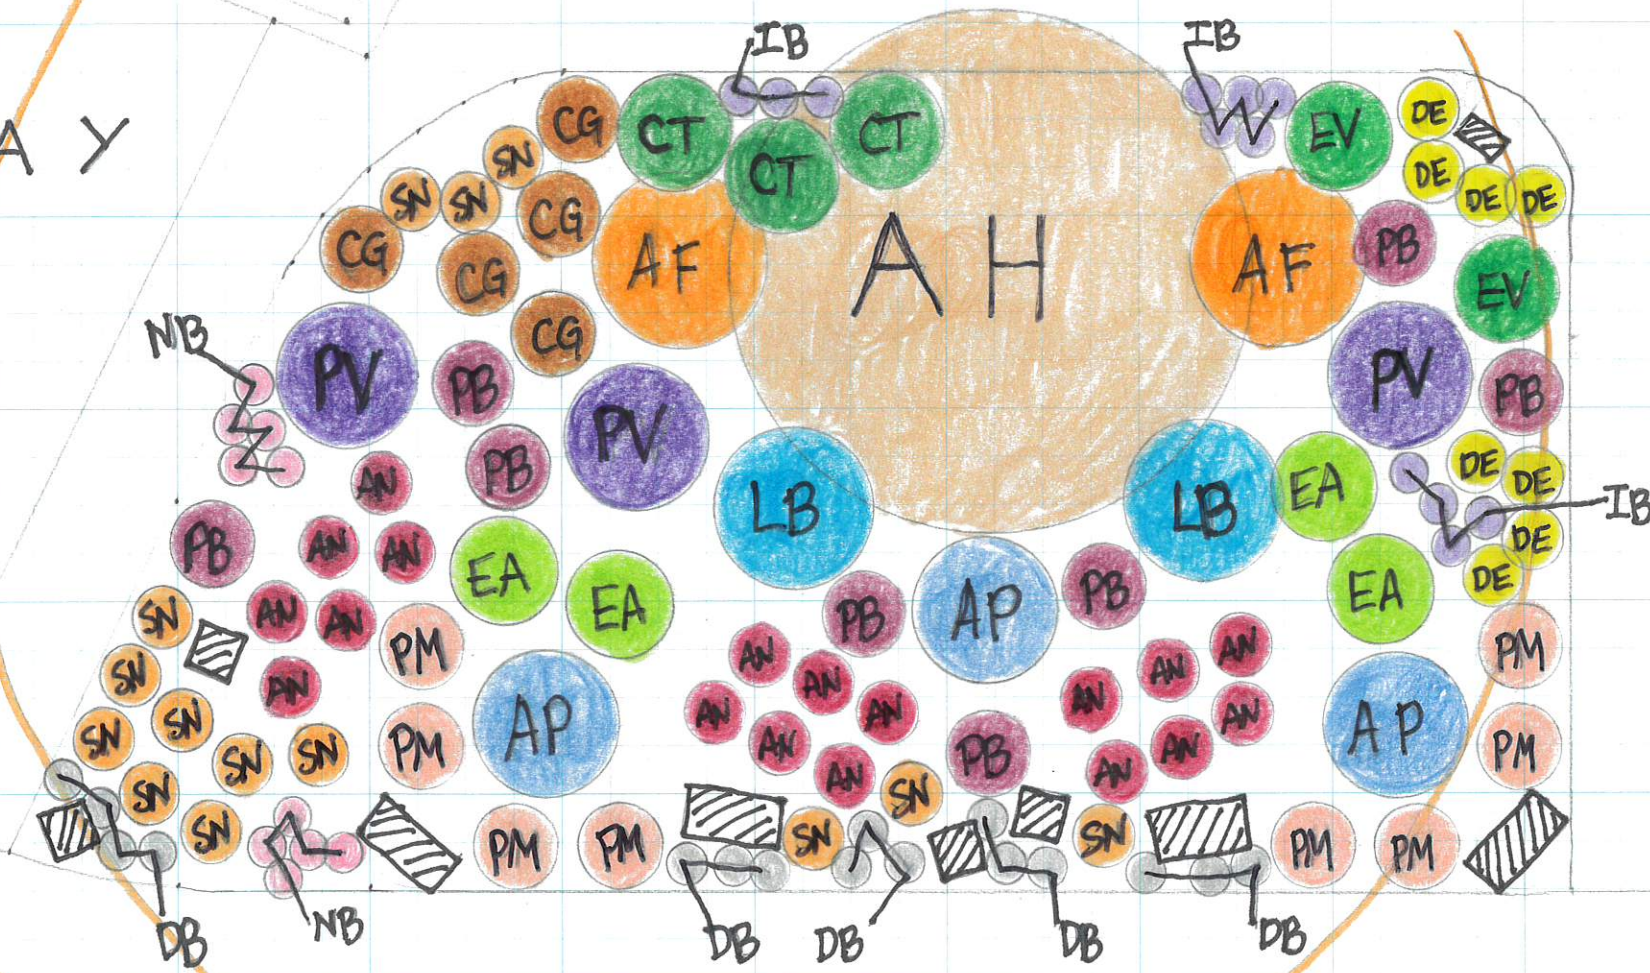 IB IB
CG CT CT EV DE
A Y
SN CT DE
SN SN CG DE DE
CG CG AF AH AF PB EV
NB CG
PV PB PV PB
PV
AN PB LB LB EA DE DE
IB
PB AN AN EA DE
EA AP PB EA DE
SN AN AN PM PB
SN AN AN AN AN AN PM
SN SN AN AN AN AN
SN SN PM AP AN PB AN AP PM
SN AN SN AN
SN PM PM SN SN PM PM
DB NB DB DB DB DB